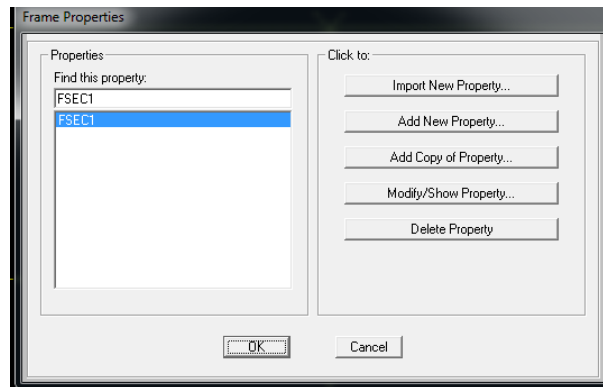 Frame Properties
Properties
Find this property:
FSEC1
FSEC1
Click to:
Import New Property...
Add New Property...
Add Copy of Property...
Modify/Show Property...
Delete Property
OK
Cancel